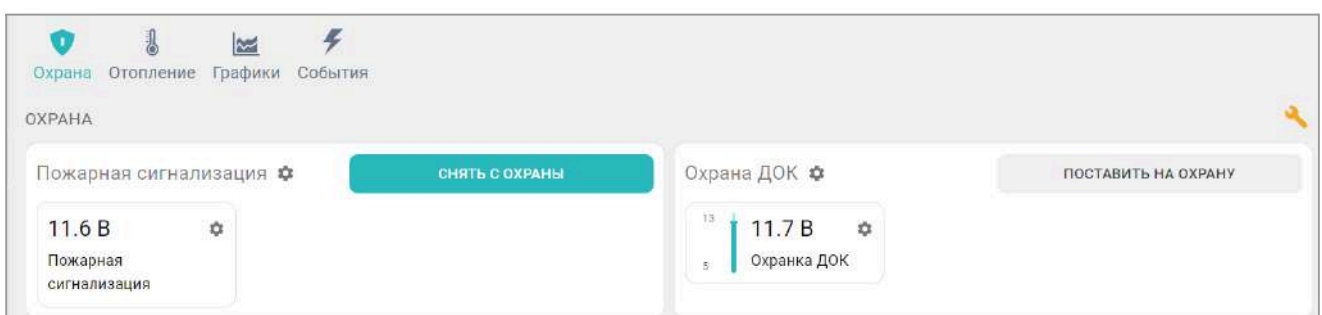 Охрана Отопление Графики События
ОХРАНА
Пожарная сигнализация СНЯТЬ С ОХРАНЫ
11.6 В
Пожарная
сигнализация
Охрана ДОК ПОСТАВИТЬ НА ОХРАНУ
13
11.7 В
5
Охранка ДОК